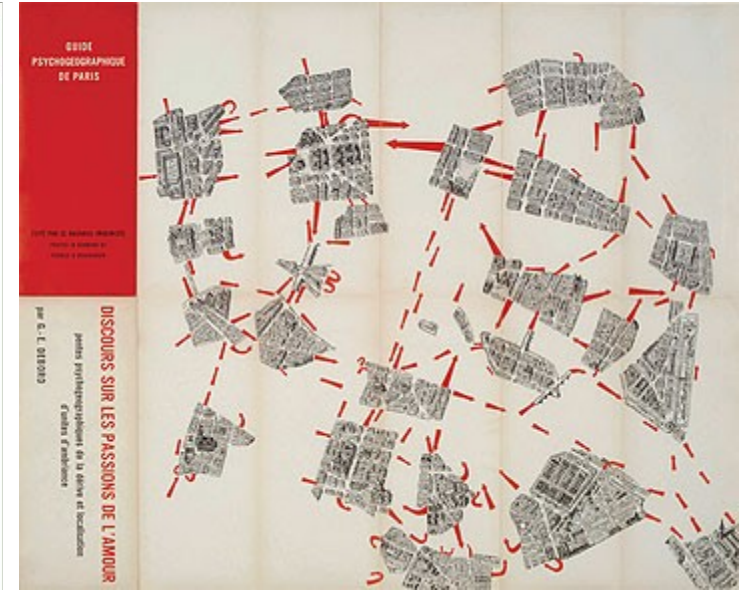 GUIDE
PSYCHOGEOGRAPHIQUE
DE PARIS
DISCOURS SUR LES PASSIONS DE L'AMOUR
pentes psychogeographiques de la dérive et localisation
d'unités d'ambiance
par G.-E. DEBORD